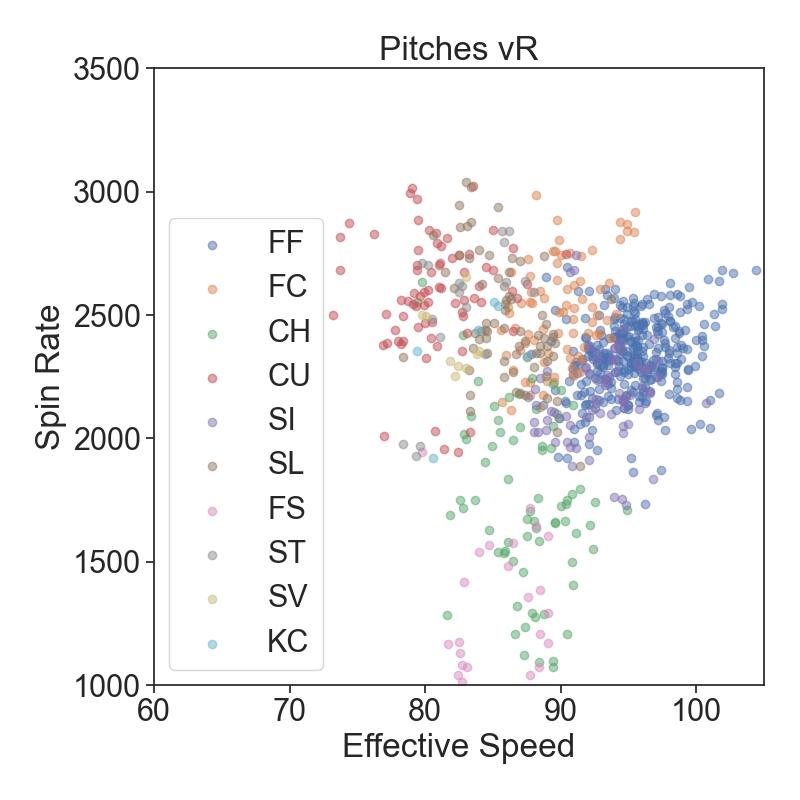 Pitches vR
3500
3000
2500
2000
1500
1000
Spin Rate
FF
FC
CH
CU
SI
SL
FS
ST
SV
KC
60 70 80 90 100
Effective Speed